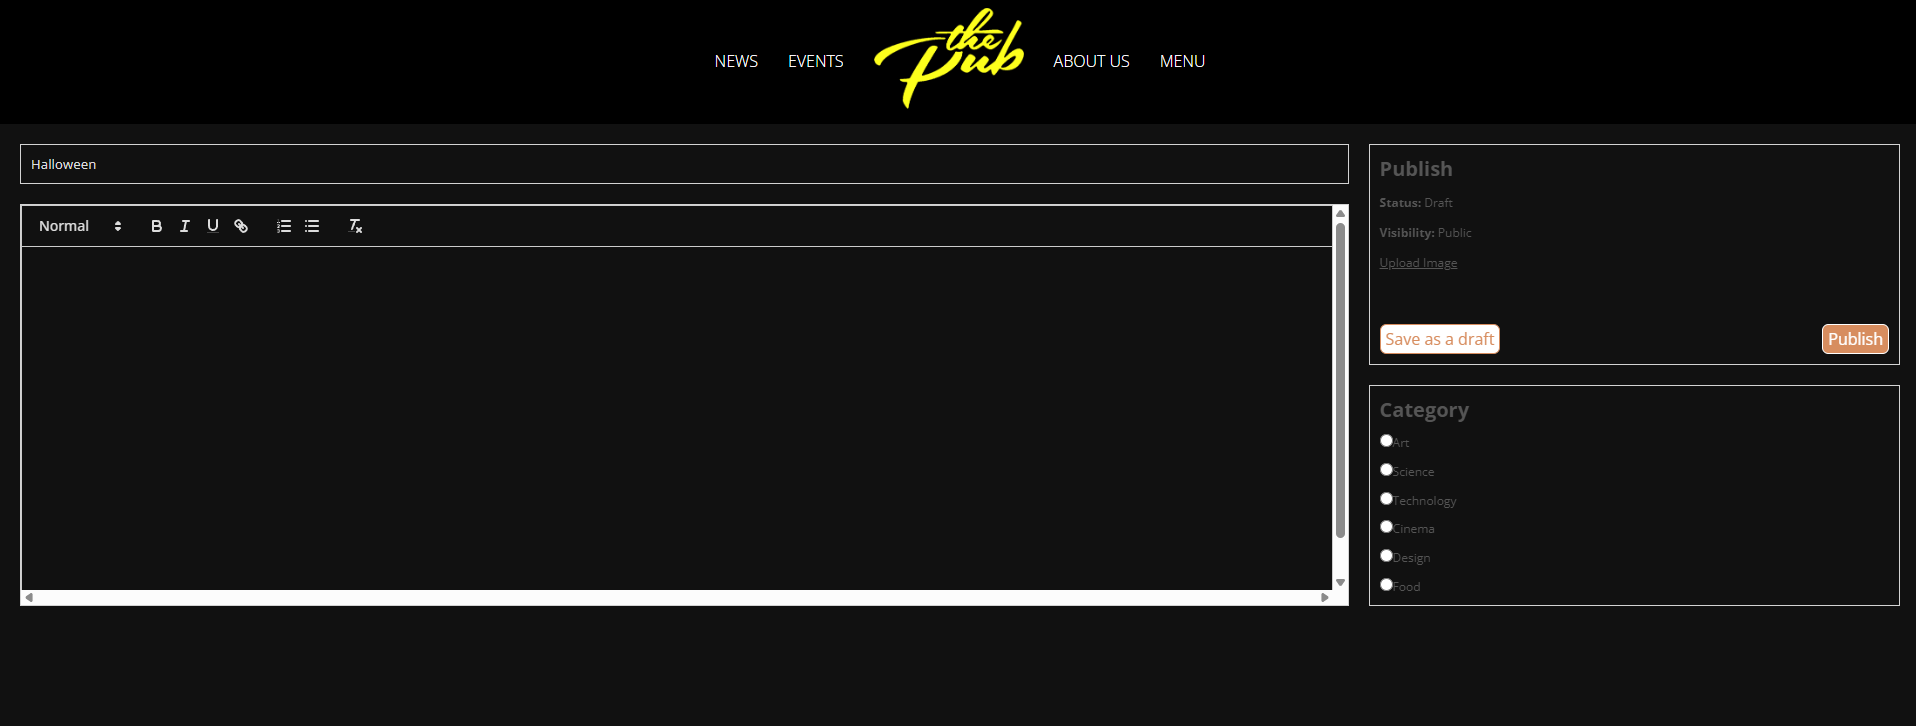 NEWS EVENTS the Pub ABOUT US MENU
Halloween
Normal B I U
Publish
Status: Draft
Visibility: Public
Upload Image
Save as a draft Publish
Category
Art
Science
Technology
Cinema
Design
Food